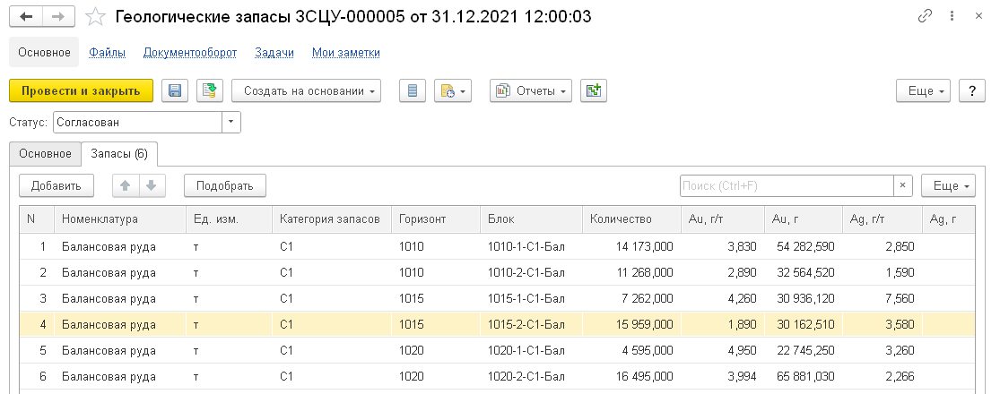 Геологические запасы ЗСЦУ-000005 от 31.12.2021 12:00:03
Основное Файлы Документооборот Задачи Мои заметки
Провести и закрыть Создать на основании Отчеты Еще ?
Статус: Согласован
Основное Запасы (6)
Добавить Подобрать Поиск (Ctrl+F) × Еще
N Номенклатура Ед. изм. Категория запасов Горизонт Блок Количество Au, г/т Au, г Ag, г/т Ag, г
1 Балансовая руда т С1 1010 1010-1-С1-Бал 14 173,000 3,830 54 282,590 2,850
2 Балансовая руда т С1 1010 1010-2-С1-Бал 11 268,000 2,890 32 564,520 1,590
3 Балансовая руда т С1 1015 1015-1-С1-Бал 7 262,000 4,260 30 936,120 7,560
4 Балансовая руда т С1 1015 1015-2-С1-Бал 15 959,000 1,890 30 162,510 3,580
5 Балансовая руда т С1 1020 1020-1-С1-Бал 4 595,000 4,950 22 745,250 3,260
6 Балансовая руда т С1 1020 1020-2-С1-Бал 16 495,000 3,994 65 881,030 2,266